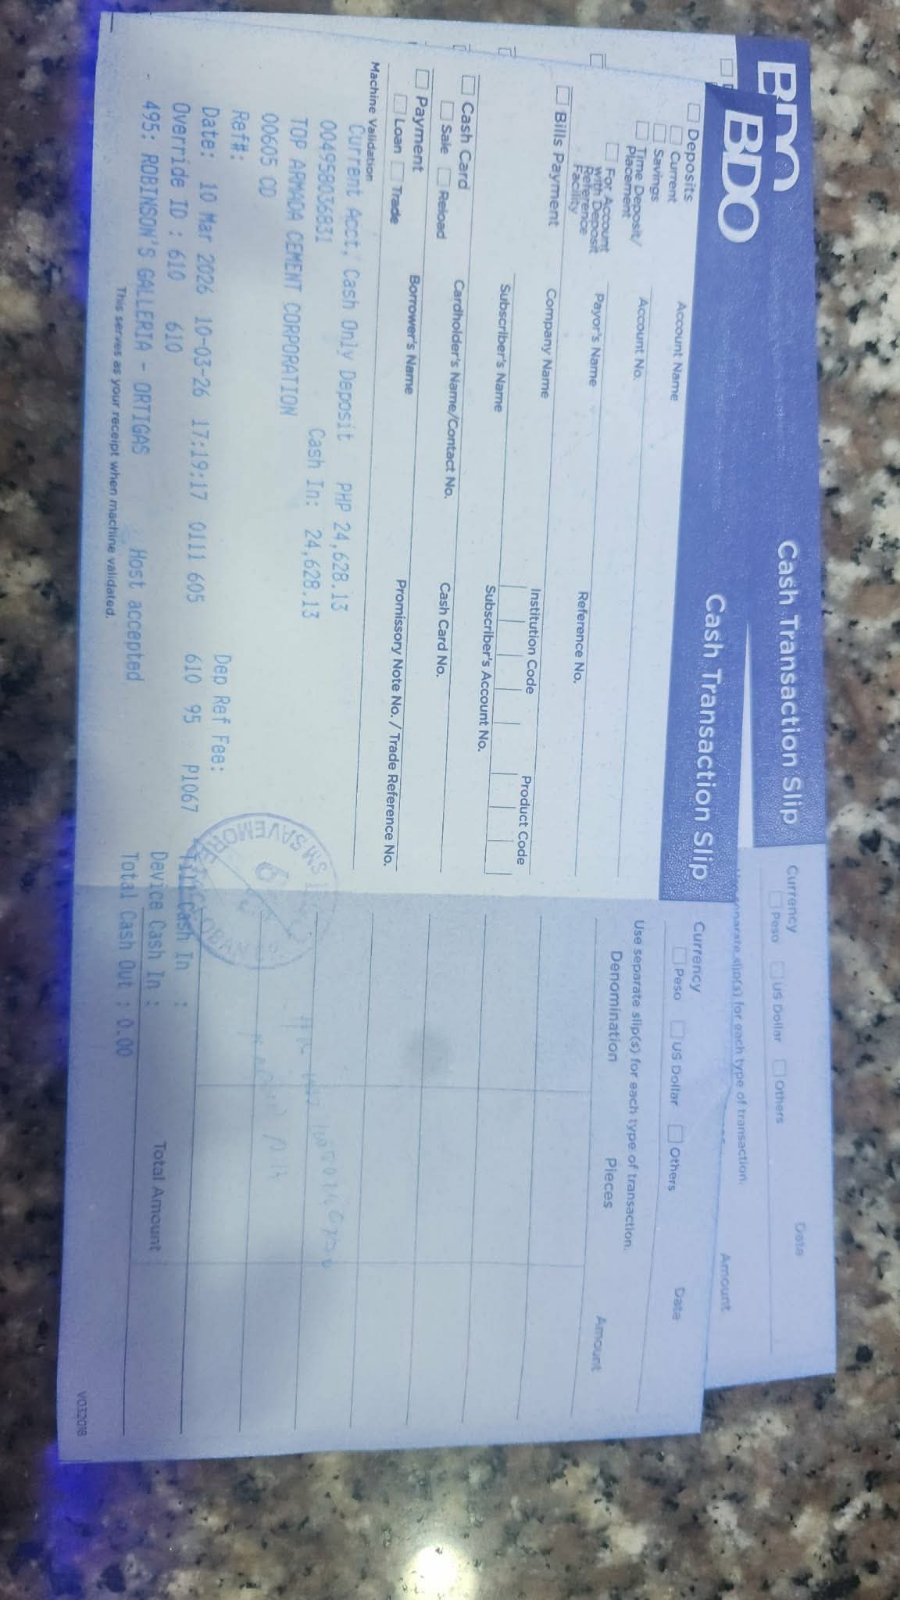 BDO
Cash Transaction Slip
Currency
Peso
US Dollar
Others
Date
separate slip(s) for each type of transaction.
Amount
BDO
Cash Transaction Slip
Deposits
Current
Savings
Time Deposit/
Placement
For Account
with Deposit
Reference
Facility
Account Name
Account No.
Payor's Name
Reference No.
Bills Payment
Company Name
Institution Code
Product Code
Subscriber's Name
Subscriber's Account No.
Cash Card
Sale
Reload
Cardholder's Name/Contact No.
Cash Card No.
Payment
Loan
Trade
Borrower's Name
Promissory Note No. / Trade Reference No.
Currency
Peso
US Dollar
Others
Date
Use separate slip(s) for each type of transaction.
Denomination
Pieces
Amount
Machine Validation
Current Acct, Cash Only Deposit PHP 24,628.13
004958036831 Cash In: 24,628.13
TOP ARMADA CEMENT CORPORATION
00605 CD
Ref#: Dep Ref Fee:
Date: 10 Mar 2026 10-03-26 17:19:17 0111 605 610 95 P1067 Cash In :
Override ID : 610 610 Device Cash In :
495: ROBINSON'S GALLERIA - ORTIGAS Host accepted Total Cash Out : 0.00
Total Amount
This serves as your receipt when machine validated.
SM SAVEMORE